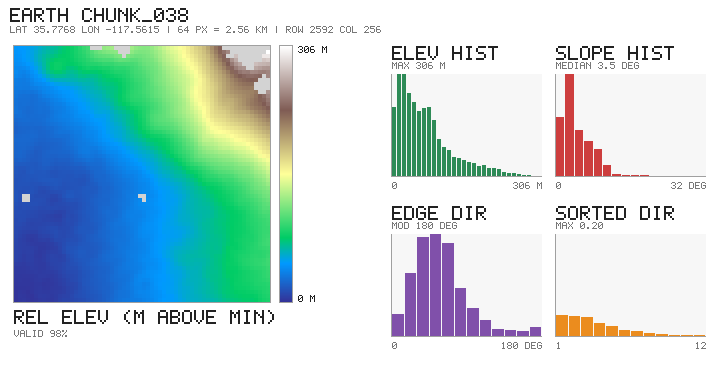 EARTH CHUNK_038
LAT 35.7768 LON -117.5615 | 64 PX = 2.56 KM | ROW 2592 COL 256
306 M
0 M
REL ELEV (M ABOVE MIN)
VALID 98%
ELEV HIST
MAX 306 M
0 306 M
SLOPE HIST
MEDIAN 3.5 DEG
0 32 DEG
EDGE DIR
MOD 180 DEG
0 180 DEG
SORTED DIR
MAX 0.20
1 12